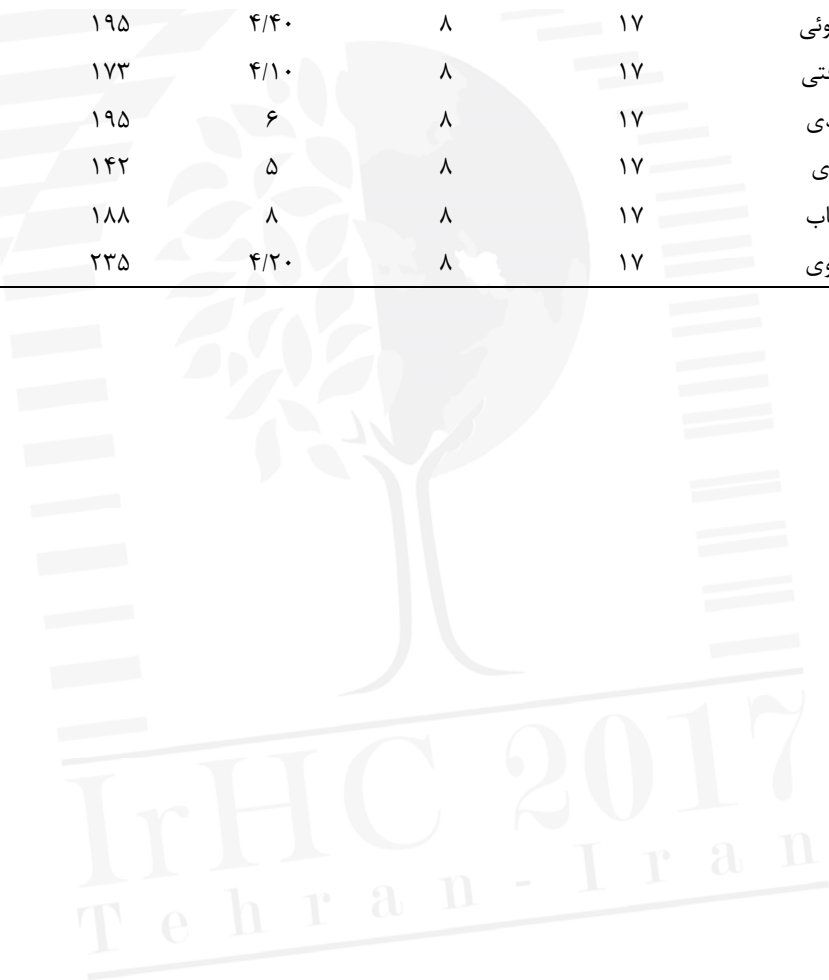 ۱۷ ۸ ۴/۴۰ ۱۹۵
۱۷ ۸ ۴/۱۰ ۱۷۳
۱۷ ۸ ۶ ۱۹۵
۱۷ ۸ ۵ ۱۴۲
۱۷ ۸ ۸ ۱۸۸
۱۷ ۸ ۴/۲۰ ۲۳۵
IrHC 2017
Tehran - Iran